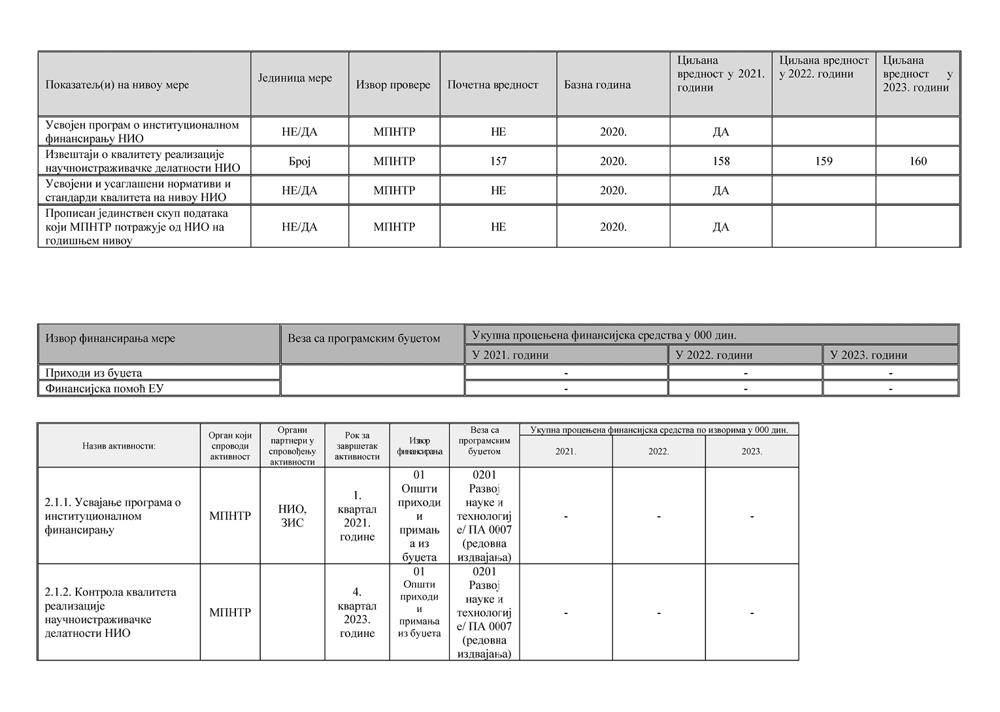 Показатељ(и) на нивоу мере
Јединица мере
Извор провере
Почетна вредност
Базна година
Циљана
вредност у 2021.
години
Циљана вредност
у 2022. години
Циљана
вредност у
2023. години
Усвојен програм о институционалном
финансирању НИО
НЕ/ДА
МПНТР
НЕ
2020.
ДА
Извештаји о квалитету реализације
научноистраживачке делатности НИО
Број
МПНТР
157
2020.
158
159
160
Усвојени и усаглашени нормативи и
стандарди квалитета на нивоу НИО
НЕ/ДА
МПНТР
НЕ
2020.
ДА
Прописан јединствен скуп података
који МПНТР потражује од НИО на
годишњем нивоу
НЕ/ДА
МПНТР
НЕ
2020.
ДА
Извор финансирања мере
Веза са програмским буџетом
Укупна процењена финансијска средства у 000 дин.
У 2021. години
У 2022. години
У 2023. години
Приходи из буџета
-
-
-
Финансијска помоћ ЕУ
-
-
-
Назив активности:
Орган који
спроводи
активност
Органи
партнери у
спровођењу
активности
Рок за
завршетак
активности
Извор
финансирања
Веза са
програмским
буџетом
Укупна процењена финансијска средства по изворима у 000 дин.
2021.
2022.
2023.
2.1.1. Усвајање програма о
институционалном
финансирању
МПНТР
НИО,
ЗИС
1.
квартал
2021.
године
01
Општи
приходи
и
примањ
а из
буџета
0201
Развој
науке и
технологиј
е/ ПА 0007
(редовна
издвајања)
-
-
-
2.1.2. Контрола квалитета
реализације
научноистраживачке
делатности НИО
МПНТР
4.
квартал
2023.
године
01
Општи
приходи
и
примања
из буџета
0201
Развој
науке и
технологиј
е/ ПА 0007
(редовна
издвајања)
-
-
-